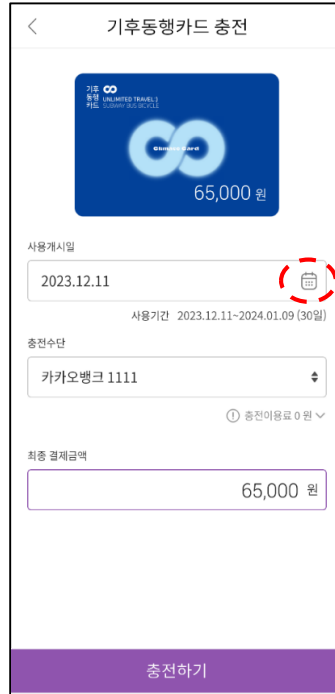 기후동행카드 충전
기후
동행
카드
UNLIMITED TRAVEL:)
SUBWAY BUS BICYCLE
Climate Card
65,000 원
사용개시일
2023.12.11
사용기간 2023.12.11~2024.01.09 (30일)
충전수단
카카오뱅크 1111
충전이용료 0 원
최종 결제금액
65,000 원
충전하기